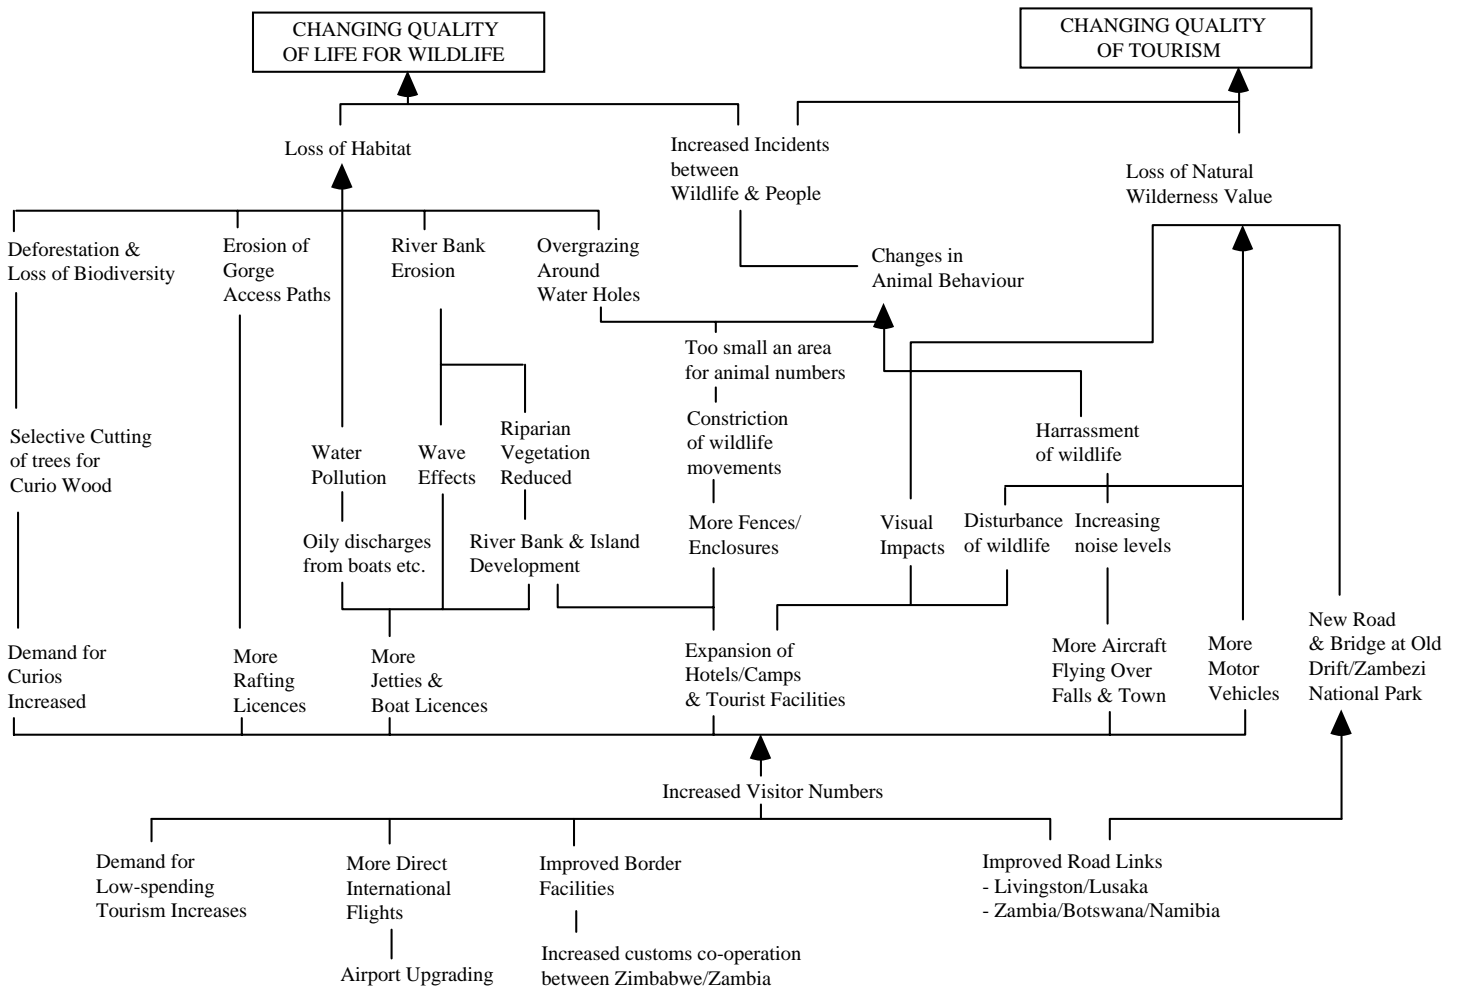 CHANGING QUALITY
OF LIFE FOR WILDLIFE
CHANGING QUALITY
OF TOURISM
Loss of Habitat
Increased Incidents
between
Wildlife & People
Loss of Natural
Wilderness Value
Deforestation &
Loss of Biodiversity
Erosion of
Gorge
Access Paths
River Bank
Erosion
Overgrazing
Around
Water Holes
Changes in
Animal Behaviour
Too small an area
for animal numbers
Selective Cutting
of trees for
Curio Wood
Water
Pollution
Wave
Effects
Riparian
Vegetation
Reduced
Constriction
of wildlife
movements
Harrassment
of wildlife
Oily discharges
from boats etc.
River Bank & Island
Development
More Fences/
Enclosures
Visual
Impacts
Disturbance
of wildlife
Increasing
noise levels
Demand for
Curios
Increased
More
Rafting
Licences
More
Jetties &
Boat Licences
Expansion of
Hotels/Camps
& Tourist Facilities
More Aircraft
Flying Over
Falls & Town
More
Motor
Vehicles
New Road
& Bridge at Old
Drift/Zambezi
National Park
Increased Visitor Numbers
Demand for
Low-spending
Tourism Increases
More Direct
International
Flights
Improved Border
Facilities
Improved Road Links
- Livingston/Lusaka
- Zambia/Botswana/Namibia
Airport Upgrading
Increased customs co-operation
between Zimbabwe/Zambia